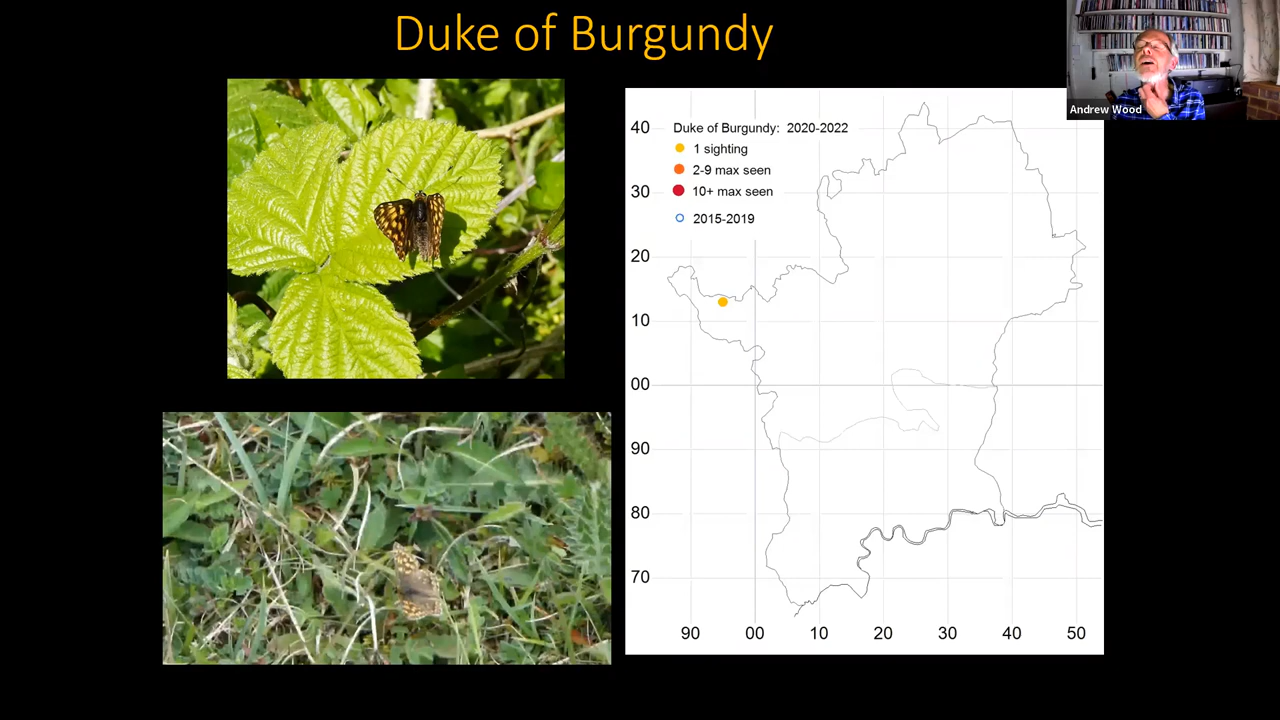 Duke of Burgundy
Andrew Wood
Duke of Burgundy: 2020-2022
1 sighting
2-9 max seen
10+ max seen
2015-2019
40
30
20
10
00
90
80
70
90 00 10 20 30 40 50